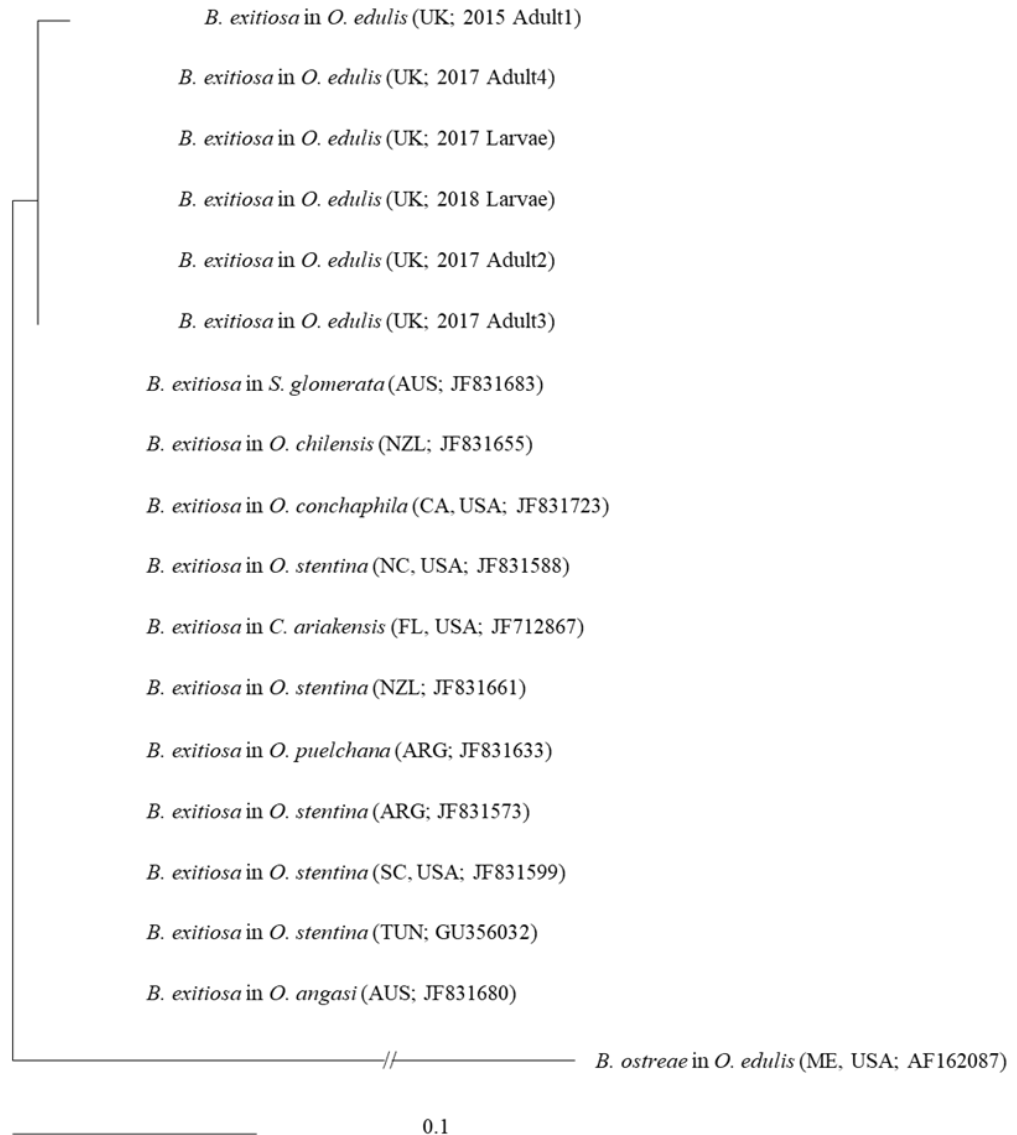 B. exitiosa in O. edulis (UK; 2015 Adult1)
B. exitiosa in O. edulis (UK; 2017 Adult4)
B. exitiosa in O. edulis (UK; 2017 Larvae)
B. exitiosa in O. edulis (UK; 2018 Larvae)
B. exitiosa in O. edulis (UK; 2017 Adult2)
B. exitiosa in O. edulis (UK; 2017 Adult3)
B. exitiosa in S. glomerata (AUS; JF831683)
B. exitiosa in O. chilensis (NZL; JF831655)
B. exitiosa in O. conchaphila (CA, USA; JF831723)
B. exitiosa in O. stentina (NC, USA; JF831588)
B. exitiosa in C. ariakensis (FL, USA; JF712867)
B. exitiosa in O. stentina (NZL; JF831661)
B. exitiosa in O. puelchana (ARG; JF831633)
B. exitiosa in O. stentina (ARG; JF831573)
B. exitiosa in O. stentina (SC, USA; JF831599)
B. exitiosa in O. stentina (TUN; GU356032)
B. exitiosa in O. angasi (AUS; JF831680)
B. ostreae in O. edulis (ME, USA; AF162087)
0.1